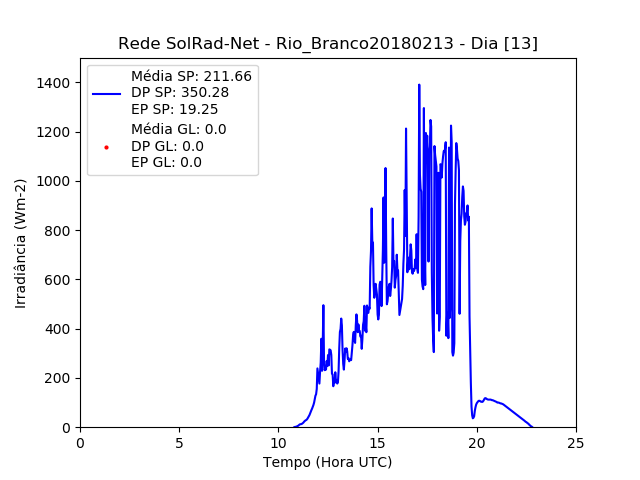 Rede SolRad-Net - Rio_Branco20180213 - Dia [13]
Média SP: 211.66
DP SP: 350.28
EP SP: 19.25
Média GL: 0.0
DP GL: 0.0
EP GL: 0.0
Irradiância (Wm-2)
1400
1200
1000
800
600
400
200
0
0 5 10 15 20 25
Tempo (Hora UTC)